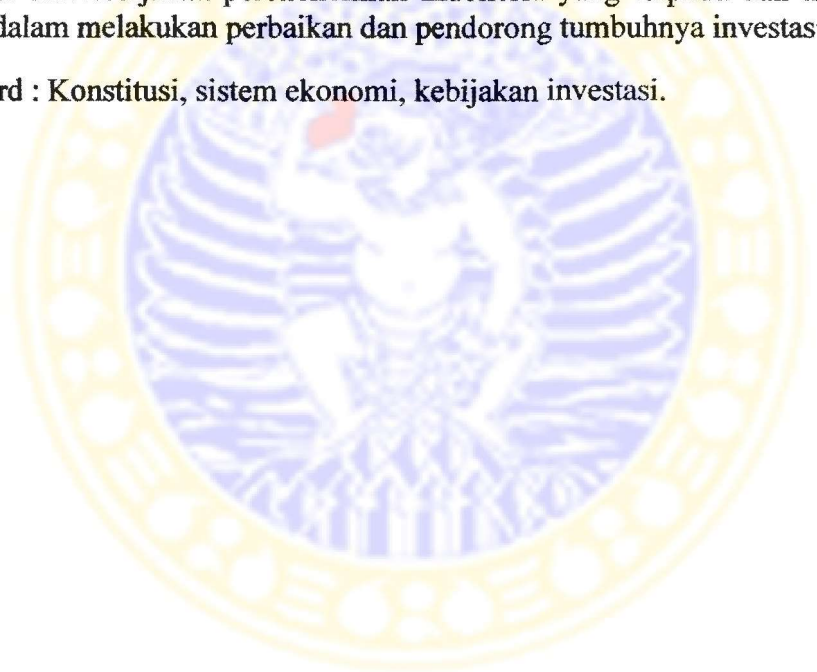 dalam melakukan perbaikan dan pendorong tumbuhnya investas
rd : Konstitusi, sistem ekonomi, kebijakan investasi.